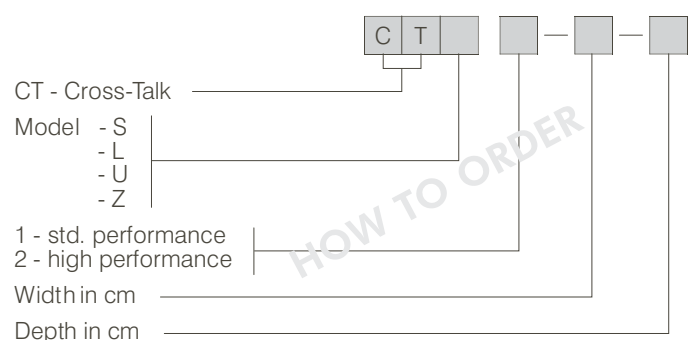 C T
CT - Cross-Talk
Model - S
- L
- U
- Z
1 - std. performance
2 - high performance
Width in cm
Depth in cm
HOW TO ORDER